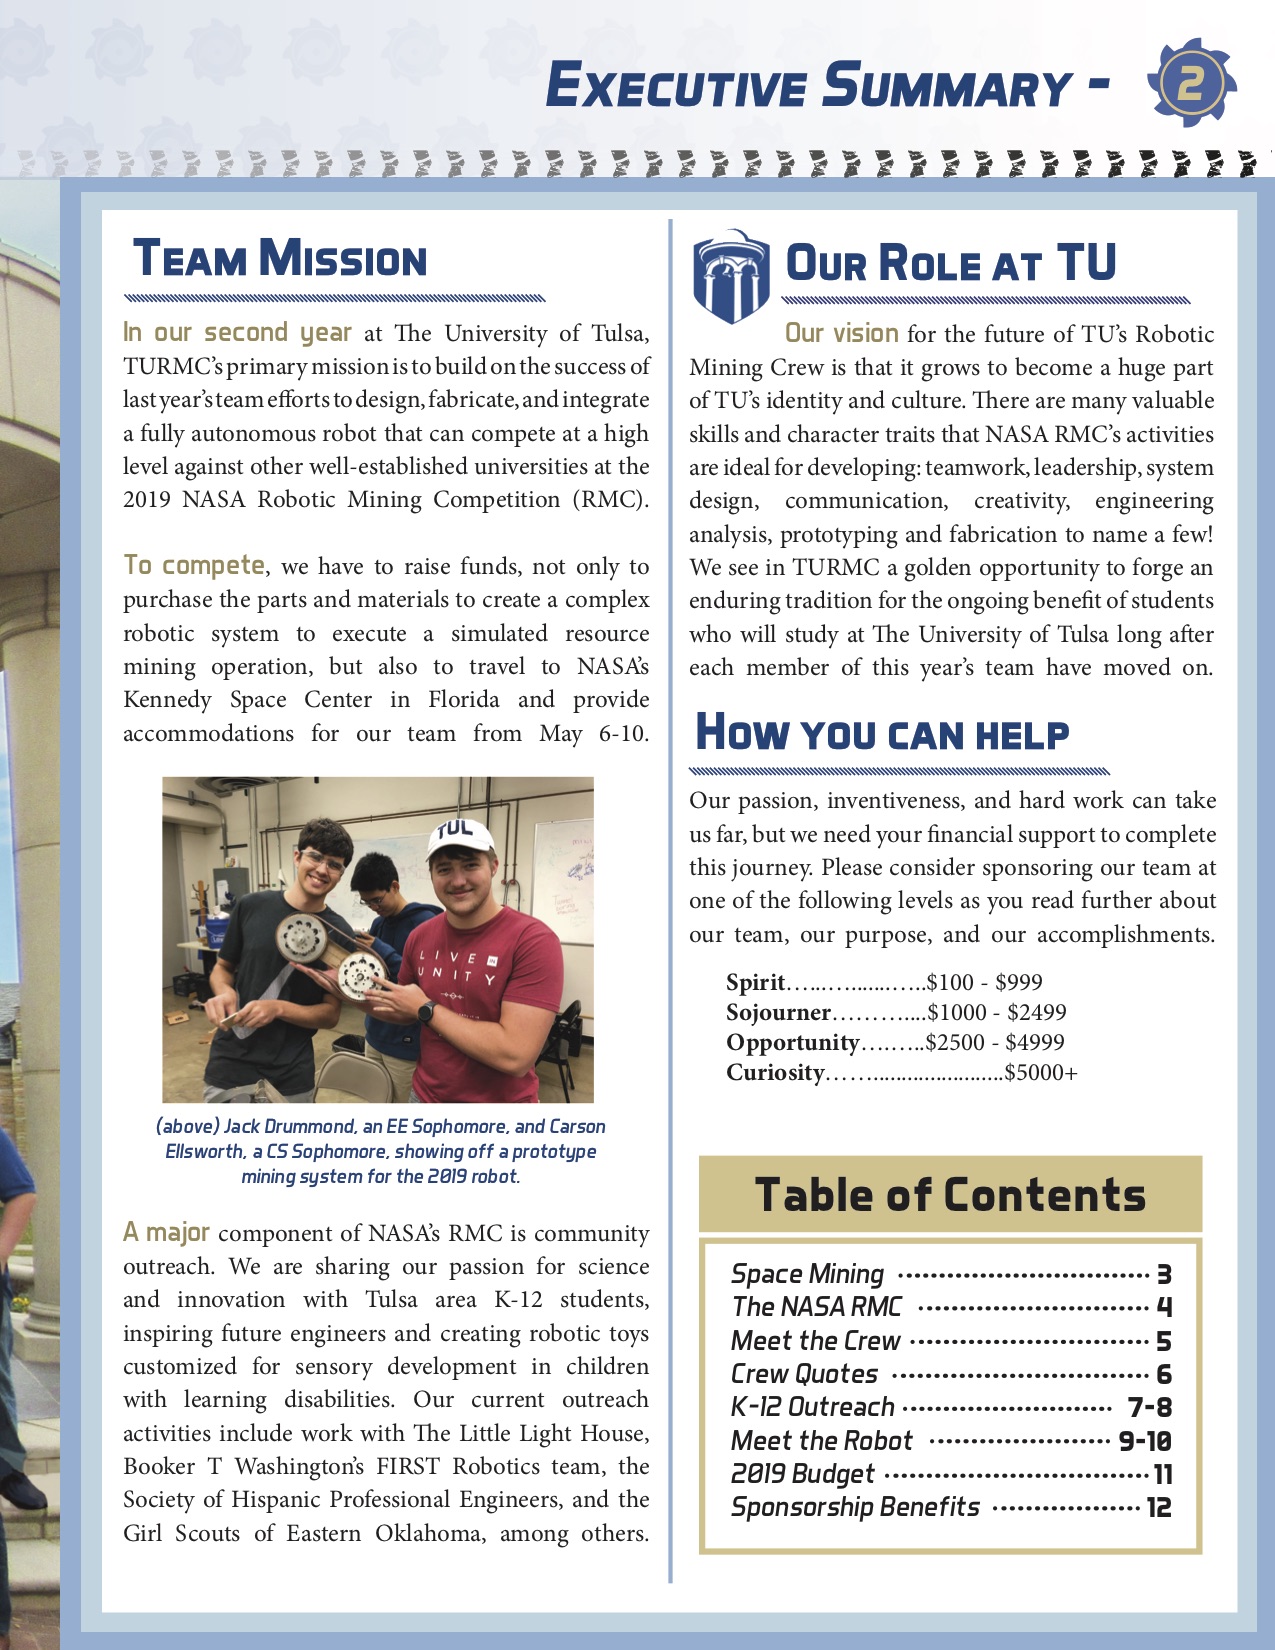 Executive Summary - 2
Team Mission
In our second year at The University of Tulsa,
TURMC's primary mission is to build on the success of
last year's team efforts to design, fabricate, and integrate
a fully autonomous robot that can compete at a high
level against other well-established universities at the
2019 NASA Robotic Mining Competition (RMC).
To compete, we have to raise funds, not only to
purchase the parts and materials to create a complex
robotic system to execute a simulated resource
mining operation, but also to travel to NASA's
Kennedy Space Center in Florida and provide
accommodations for our team from May 6-10.
TUL
LIVE IN
UNITY
(above) Jack Drummond, an EE Sophomore, and Carson
Ellsworth, a CS Sophomore, showing off a prototype
mining system for the 2019 robot.
A major component of NASA's RMC is community
outreach. We are sharing our passion for science
and innovation with Tulsa area K-12 students,
inspiring future engineers and creating robotic toys
customized for sensory development in children
with learning disabilities. Our current outreach
activities include work with The Little Light House,
Booker T Washington's FIRST Robotics team, the
Society of Hispanic Professional Engineers, and the
Girl Scouts of Eastern Oklahoma, among others.
Our Role at TU
Our vision for the future of TU's Robotic
Mining Crew is that it grows to become a huge part
of TU's identity and culture. There are many valuable
skills and character traits that NASA RMC's activities
are ideal for developing: teamwork, leadership, system
design, communication, creativity, engineering
analysis, prototyping and fabrication to name a few!
We see in TURMC a golden opportunity to forge an
enduring tradition for the ongoing benefit of students
who will study at The University of Tulsa long after
each member of this year's team have moved on.
How you can help
Our passion, inventiveness, and hard work can take
us far, but we need your financial support to complete
this journey. Please consider sponsoring our team at
one of the following levels as you read further about
our team, our purpose, and our accomplishments.
Spirit.....................$100 - $999
Sojourner..............$1000 - $2499
Opportunity.........$2500 - $4999
Curiosity............................$5000+
Table of Contents
Space Mining ............................... 3
The NASA RMC ............................ 4
Meet the Crew ............................. 5
Crew Quotes ............................... 6
K-12 Outreach .......................... 7-8
Meet the Robot ...................... 9-10
2019 Budget ................................ 11
Sponsorship Benefits .................. 12